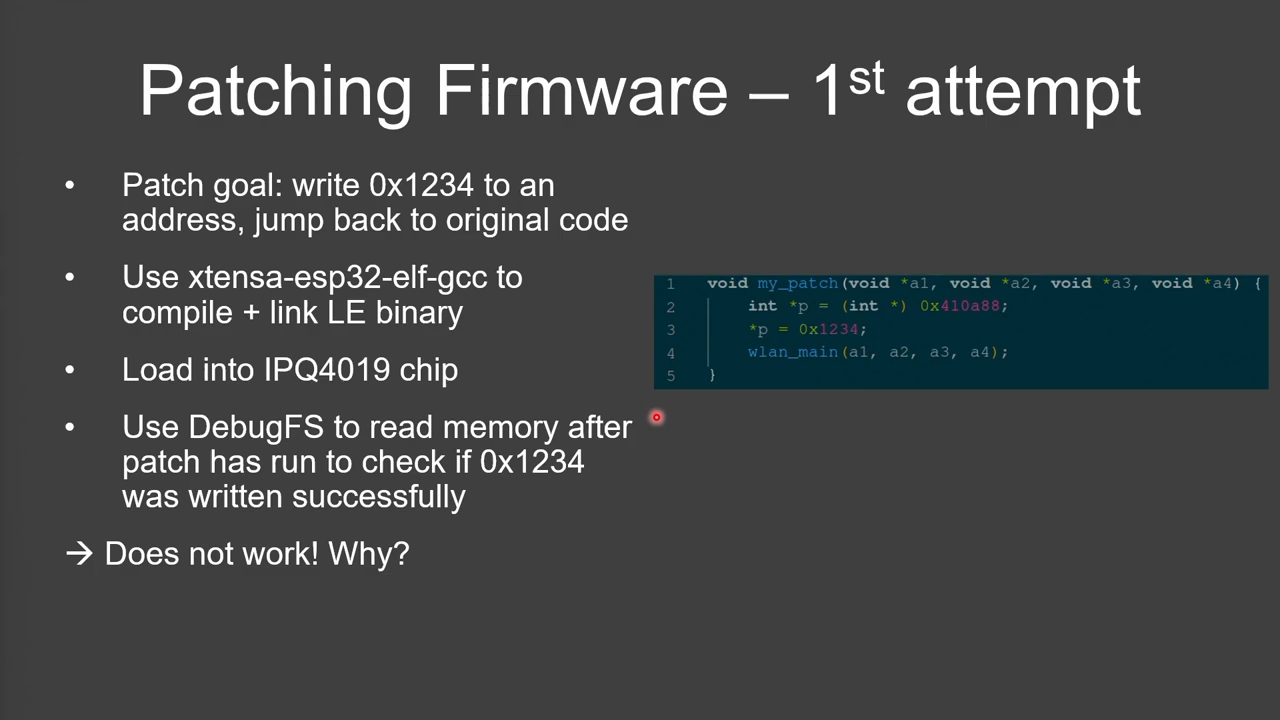 Patching Firmware – 1st attempt
• Patch goal: write 0x1234 to an
address, jump back to original code
• Use xtensa-esp32-elf-gcc to
compile + link LE binary
• Load into IPQ4019 chip
• Use DebugFS to read memory after
patch has run to check if 0x1234
was written successfully
→ Does not work! Why?
1 void my_patch(void *a1, void *a2, void *a3, void *a4) {
2 int *p = (int *) 0x410a88;
3 *p = 0x1234;
4 wlan_main(a1, a2, a3, a4);
5 }